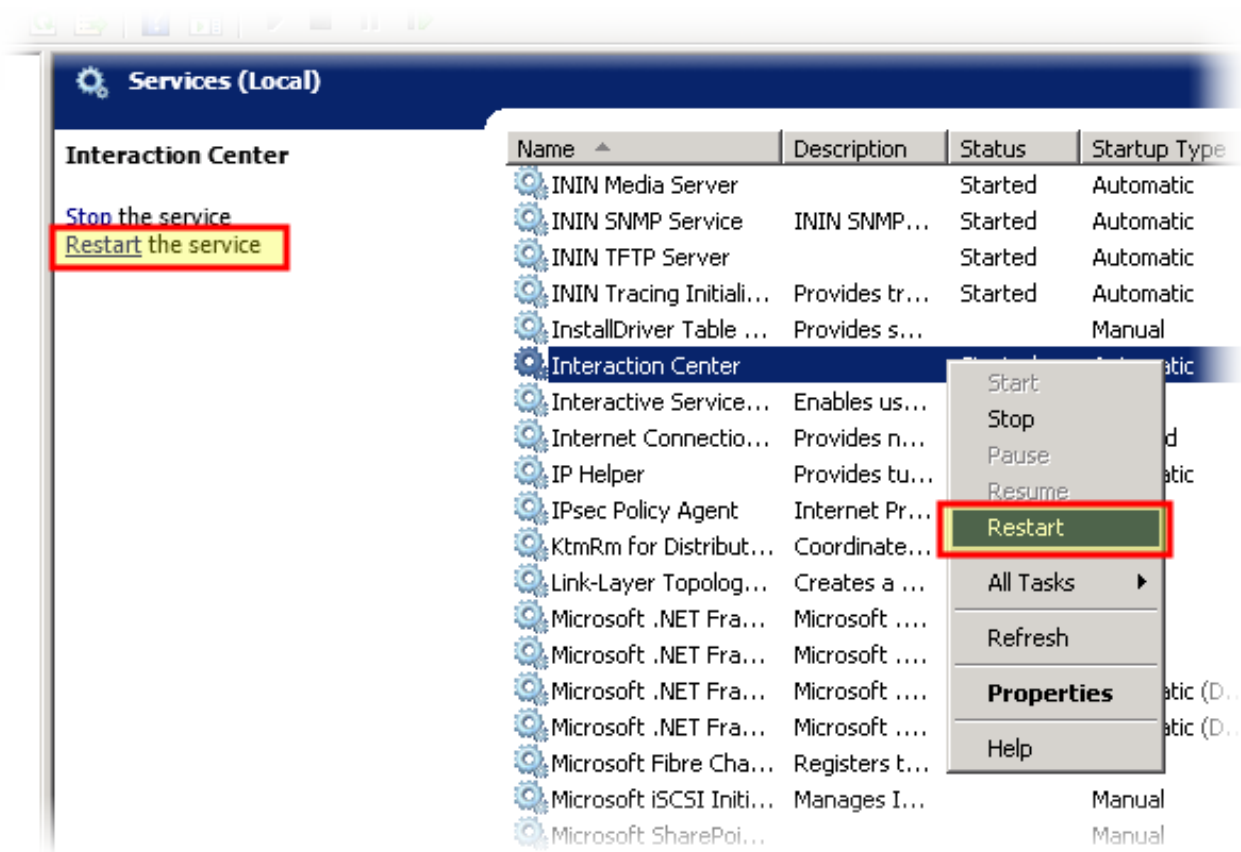 Services (Local)
Interaction Center
Stop the service
Restart the service
Name Description Status Startup Type
ININ Media Server Started Automatic
ININ SNMP Service ININ SNMP... Started Automatic
ININ TFTP Server Started Automatic
ININ Tracing Initiali... Provides tr... Started Automatic
InstallDriver Table ... Provides s... Manual
Interaction Center
Interactive Service... Enables us...
Internet Connectio... Provides n...
IP Helper Provides tu...
IPsec Policy Agent Internet Pr...
KtmRm for Distribut... Coordinate...
Link-Layer Topolog... Creates a ...
Microsoft .NET Fra... Microsoft ....
Microsoft .NET Fra... Microsoft ....
Microsoft .NET Fra... Microsoft .... atic (D...
Microsoft .NET Fra... Microsoft .... atic (D...
Microsoft Fibre Cha... Registers t...
Microsoft iSCSI Initi... Manages I... Manual
Microsoft SharePoi... Manual
Start
Stop
Pause
Resume
Restart
All Tasks
Refresh
Properties
Help